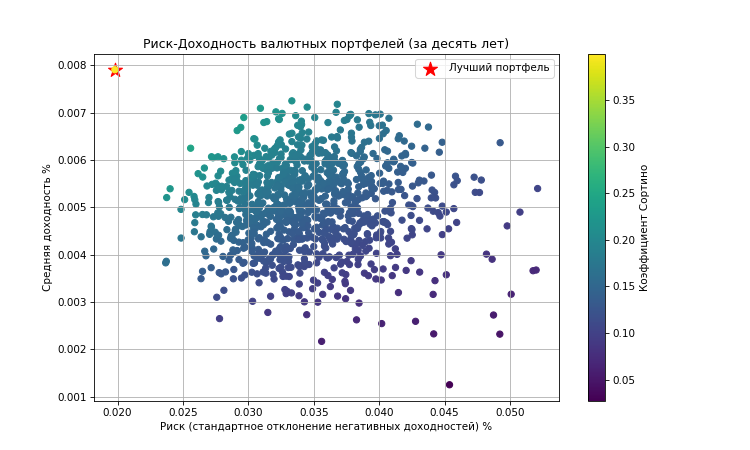 Риск-Доходность валютных портфелей (за десять лет)
Лучший портфель
Средняя доходность %
0.008
0.007
0.006
0.005
0.004
0.003
0.002
0.001
0.020 0.025 0.030 0.035 0.040 0.045 0.050
Риск (стандартное отклонение негативных доходностей) %
0.35
0.30
0.25
0.20
0.15
0.10
0.05
Коэффициент Сортино